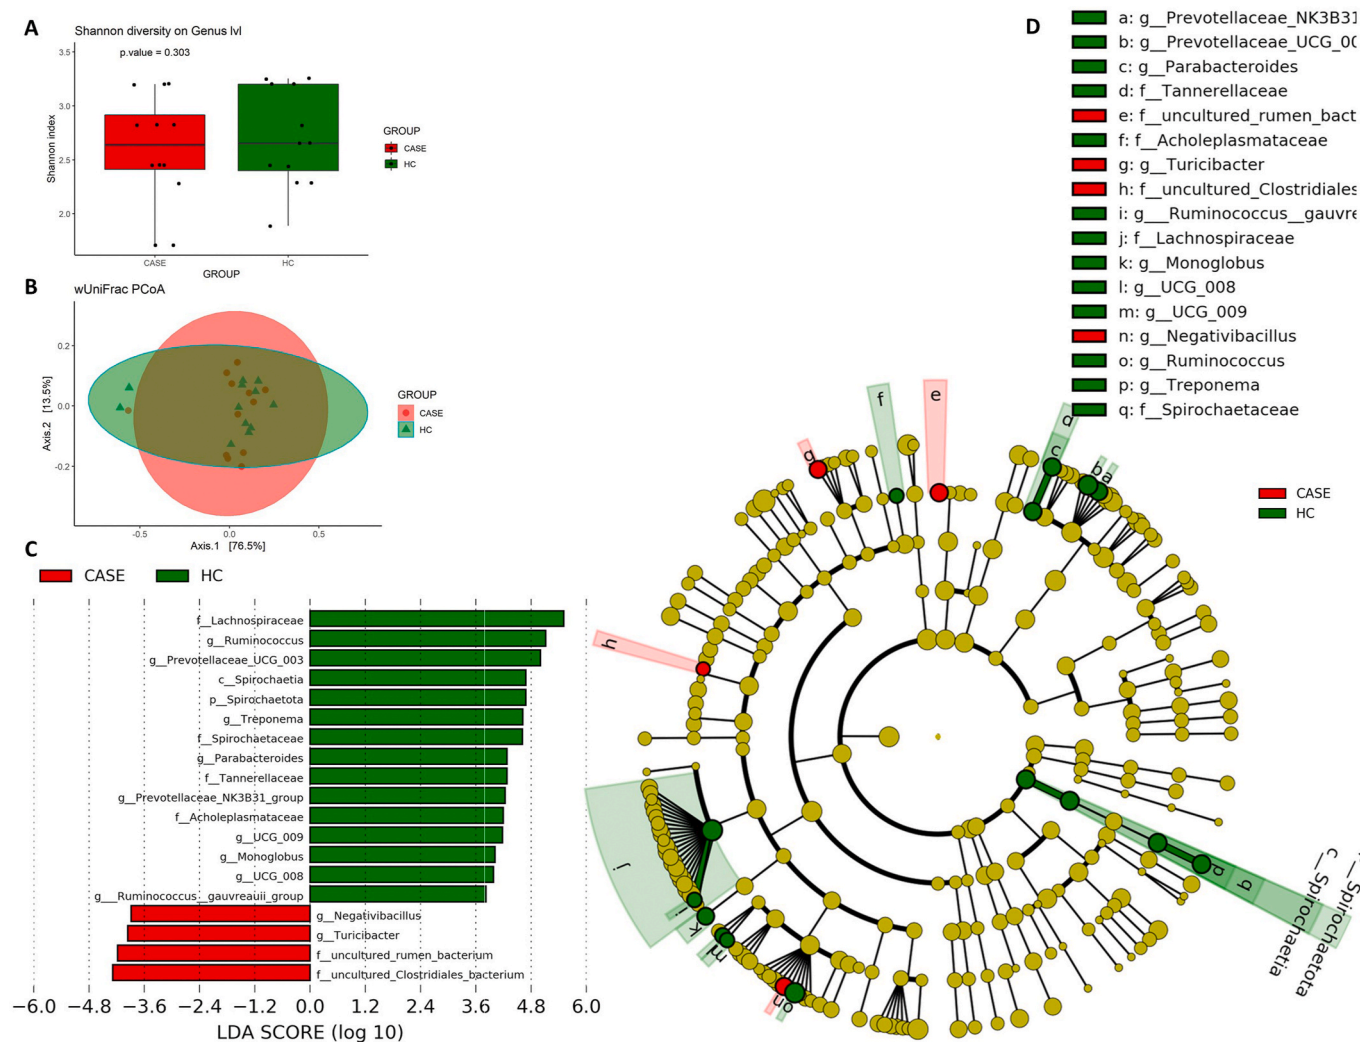 A
Shannon diversity on Genus lvl
p.value = 0.303
3.5
3.0
2.5
2.0
Shannon index
CASE
HC
GROUP
GROUP
CASE
HC
B
wUniFrac PCoA
0.2
0.0
-0.2
Axis.2 [13.5%]
-0.5
0.0
0.5
Axis.1 [76.5%]
GROUP
CASE
HC
C
CASE
HC
f__Lachnospiraceae
g__Ruminococcus
g__Prevotellaceae_UCG_003
c__Spirochaetia
p__Spirochaetota
g__Treponema
f__Spirochaetaceae
g__Parabacteroides
f__Tannerellaceae
g__Prevotellaceae_NK3B31_group
f__Acholeplasmataceae
g__UCG_009
g__Monoglobus
g__UCG_008
g___Ruminococcus__gauvreauii_group
g__Negativibacillus
g__Turicibacter
f__uncultured_rumen_bacterium
f__uncultured_Clostridiales_bacterium
−6.0 −4.8 −3.6 −2.4 −1.2 0.0 1.2 2.4 3.6 4.8 6.0
LDA SCORE (log 10)
D
a: g__Prevotellaceae_NK3B31
b: g__Prevotellaceae_UCG_00
c: g__Parabacteroides
d: f__Tannerellaceae
e: f__uncultured_rumen_bact
f: f__Acholeplasmataceae
g: g__Turicibacter
h: f__uncultured_Clostridiales
i: g___Ruminococcus__gauvre
j: f__Lachnospiraceae
k: g__Monoglobus
l: g__UCG_008
m: g__UCG_009
n: g__Negativibacillus
o: g__Ruminococcus
p: g__Treponema
q: f__Spirochaetaceae
CASE
HC
f
e
g
d
c
b
a
h
j
i
k
l
m
n
o
p
q
Spirochaetota
c__Spirochaetia